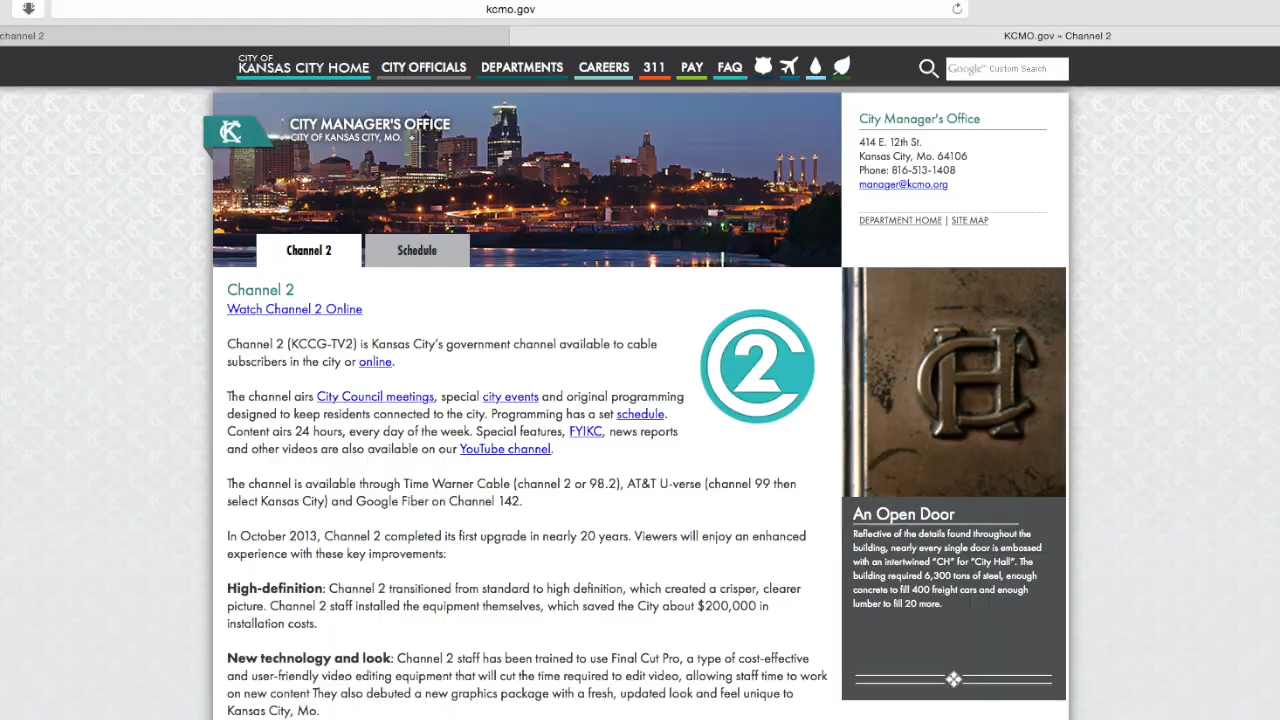 kcmo.gov
channel 2
KCMO.gov « Channel 2
CITY OF
KANSAS CITY HOME CITY OFFICIALS DEPARTMENTS CAREERS 311 PAY FAQ
Google™ Custom Search
KC
CITY MANAGER'S OFFICE
CITY OF KANSAS CITY, MO.
City Manager's Office
414 E. 12th St.
Kansas City, Mo. 64106
Phone: 816-513-1408
manager@kcmo.org
DEPARTMENT HOME | SITE MAP
Channel 2 Schedule
Channel 2
Watch Channel 2 Online
Channel 2 (KCCG-TV2) is Kansas City's government channel available to cable
subscribers in the city or online.
The channel airs City Council meetings, special city events and original programming
designed to keep residents connected to the city. Programming has a set schedule.
Content airs 24 hours, every day of the week. Special features, FYIKC, news reports
and other videos are also available on our YouTube channel.
2
The channel is available through Time Warner Cable (channel 2 or 98.2), AT&T U-verse (channel 99 then
select Kansas City) and Google Fiber on Channel 142.
In October 2013, Channel 2 completed its first upgrade in nearly 20 years. Viewers will enjoy an enhanced
experience with these key improvements:
High-definition: Channel 2 transitioned from standard to high definition, which created a crisper, clearer
picture. Channel 2 staff installed the equipment themselves, which saved the City about $200,000 in
installation costs.
New technology and look: Channel 2 staff has been trained to use Final Cut Pro, a type of cost-effective
and user-friendly video editing equipment that will cut the time required to edit video, allowing staff time to work
on new content They also debuted a new graphics package with a fresh, updated look and feel unique to
Kansas City, Mo.
CH
An Open Door
Reflective of the details found throughout the
building, nearly every single door is embossed
with an intertwined "CH" for "City Hall". The
building required 6,300 tons of steel, enough
concrete to fill 400 freight cars and enough
lumber to fill 20 more.